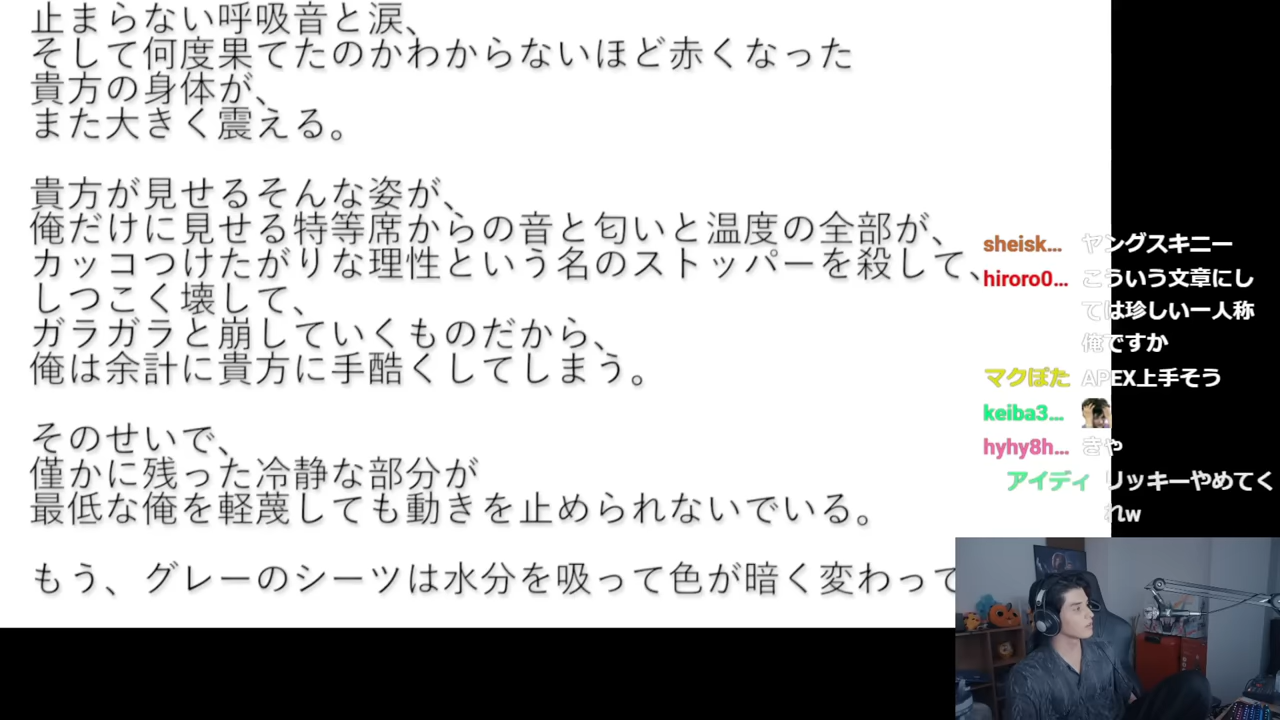 止まらない呼吸音と涙、
そして何度果てたのかわからないほど赤くなった
貴方の身体が、
また大きく震える。
貴方が見せるそんな姿が、
俺だけに見せる特等席からの音と匂いと温度の全部が、
カッコつけたがりな理性という名のストッパーを殺して、
しつこく壊して、
ガラガラと崩していくものだから、
俺は余計に貴方に手酷くしてしまう。
そのせいで、
僅かに残った冷静な部分が
最低な俺を軽蔑しても動きを止められないでいる。
もう、グレーのシーツは水分を吸って色が暗く変わって
sheisk… ヤングスキニー
hiroro0… こういう文章にし
ては珍しい一人称
俺ですか
マクぽた APEX上手そう
keiba3…
hyhy8h… きや
アイディ リッキーやめてく
れw